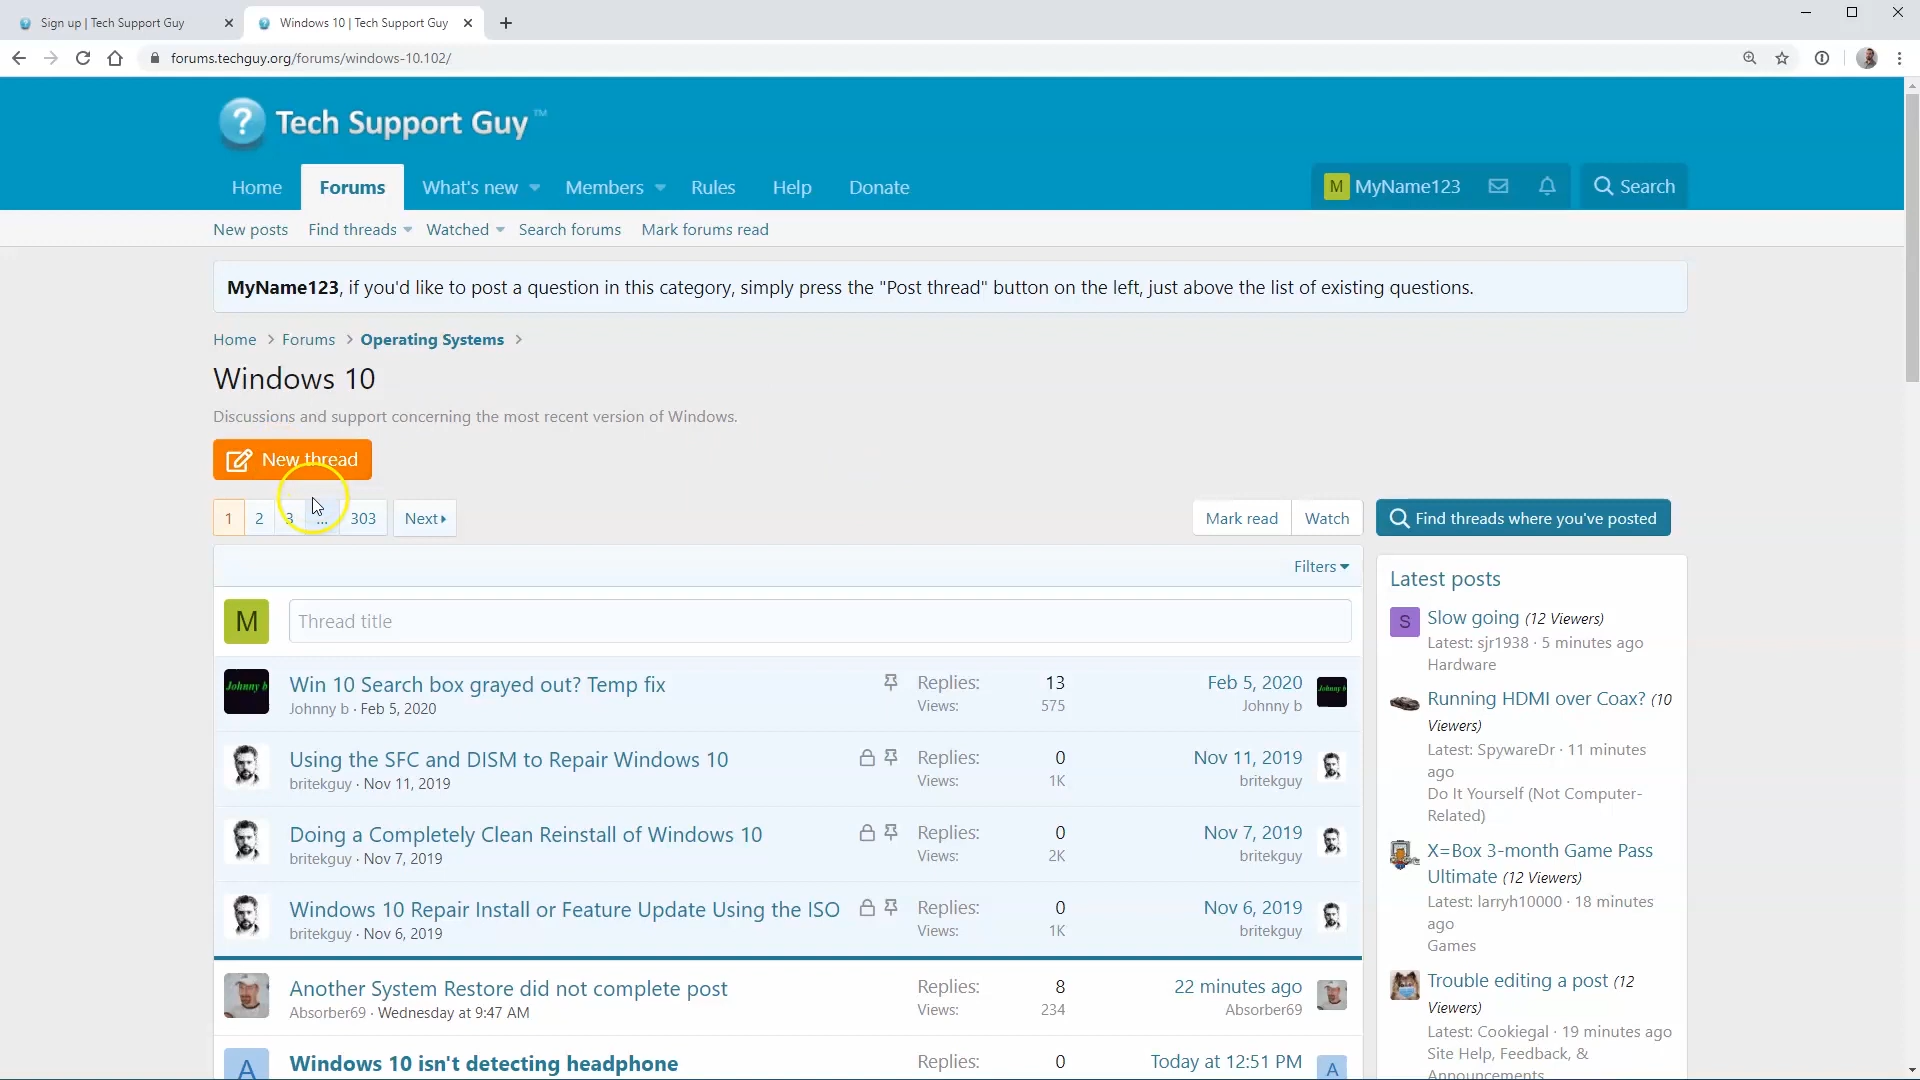 Sign up | Tech Support Guy
Windows 10 | Tech Support Guy
forums.techguy.org/forums/windows-10.102/
? Tech Support Guy™
Home
Forums
What's new
Members
Rules
Help
Donate
M MyName123
Search
New posts
Find threads
Watched
Search forums
Mark forums read
MyName123, if you'd like to post a question in this category, simply press the "Post thread" button on the left, just above the list of existing questions.
Home > Forums > Operating Systems >
Windows 10
Discussions and support concerning the most recent version of Windows.
New thread
1 2 3 ... 303 Next
Mark read
Watch
Find threads where you've posted
Filters
M
Thread title
Johnny b
Win 10 Search box grayed out? Temp fix
Johnny b · Feb 5, 2020
Replies: 13
Views: 575
Feb 5, 2020
Johnny b
Johnny b
Using the SFC and DISM to Repair Windows 10
britekguy · Nov 11, 2019
Replies: 0
Views: 1K
Nov 11, 2019
britekguy
Doing a Completely Clean Reinstall of Windows 10
britekguy · Nov 7, 2019
Replies: 0
Views: 2K
Nov 7, 2019
britekguy
Windows 10 Repair Install or Feature Update Using the ISO
britekguy · Nov 6, 2019
Replies: 0
Views: 1K
Nov 6, 2019
britekguy
Another System Restore did not complete post
Absorber69 · Wednesday at 9:47 AM
Replies: 8
Views: 234
22 minutes ago
Absorber69
A
Windows 10 isn't detecting headphone
Replies: 0
Today at 12:51 PM
A
Latest posts
S
Slow going (12 Viewers)
Latest: sjr1938 · 5 minutes ago
Hardware
Running HDMI over Coax? (10
Viewers)
Latest: SpywareDr · 11 minutes
ago
Do It Yourself (Not Computer-
Related)
X=Box 3-month Game Pass
Ultimate (12 Viewers)
Latest: larryh10000 · 18 minutes
ago
Games
Trouble editing a post (12
Viewers)
Latest: Cookiegal · 19 minutes ago
Site Help, Feedback, &
Announcements